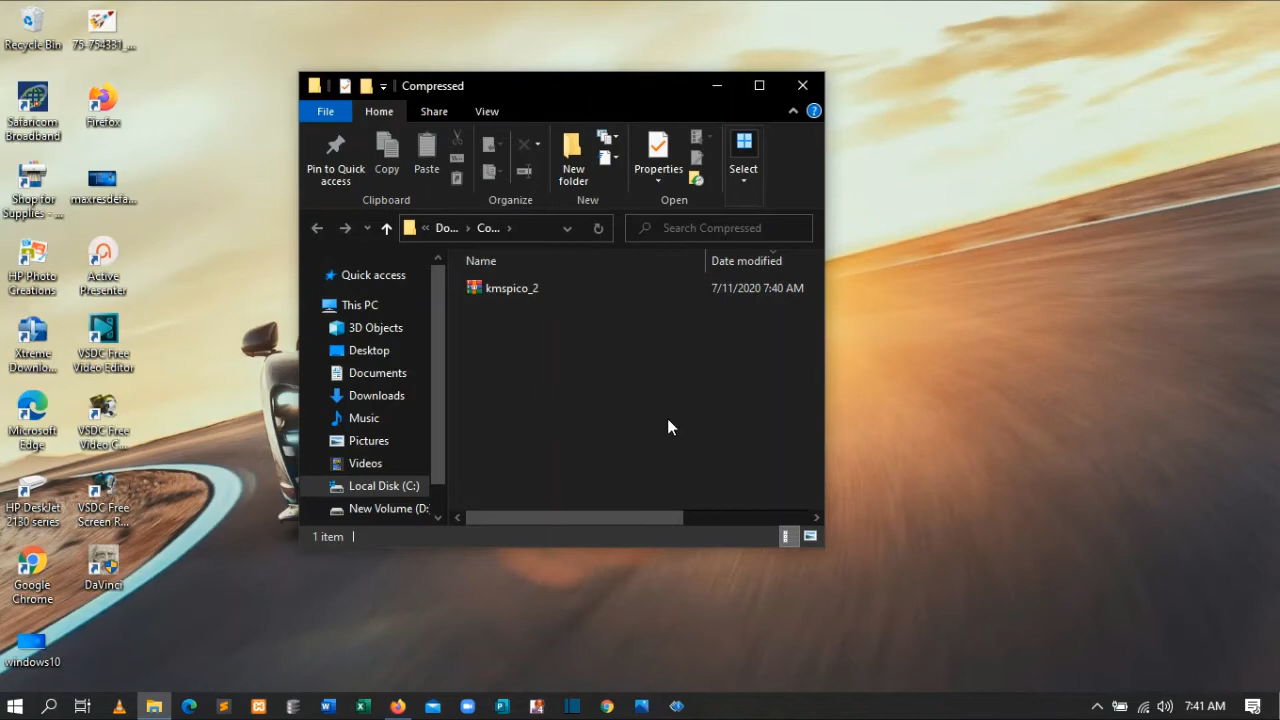 Recycle Bin
75-754331_...
Safaricom
Broadband
Firefox
Shop for
Supplies - ...
maxresdefa...
HP Photo
Creations
Active
Presenter
Xtreme
Downlo...
VSDC Free
Video Editor
Microsoft
Edge
VSDC Free
Video C...
HP DeskJet
2130 series
VSDC Free
Screen R...
Google
Chrome
DaVinci
windows10
Compressed
File
Home
Share
View
Pin to Quick
access
Copy
Paste
New
folder
Properties
Select
Clipboard
Organize
New
Open
« Do... › Co... ›
Search Compressed
Quick access
This PC
3D Objects
Desktop
Documents
Downloads
Music
Pictures
Videos
Local Disk (C:)
New Volume (D:
Name
Date modified
kmspico_2
7/11/2020 7:40 AM
1 item
7:41 AM